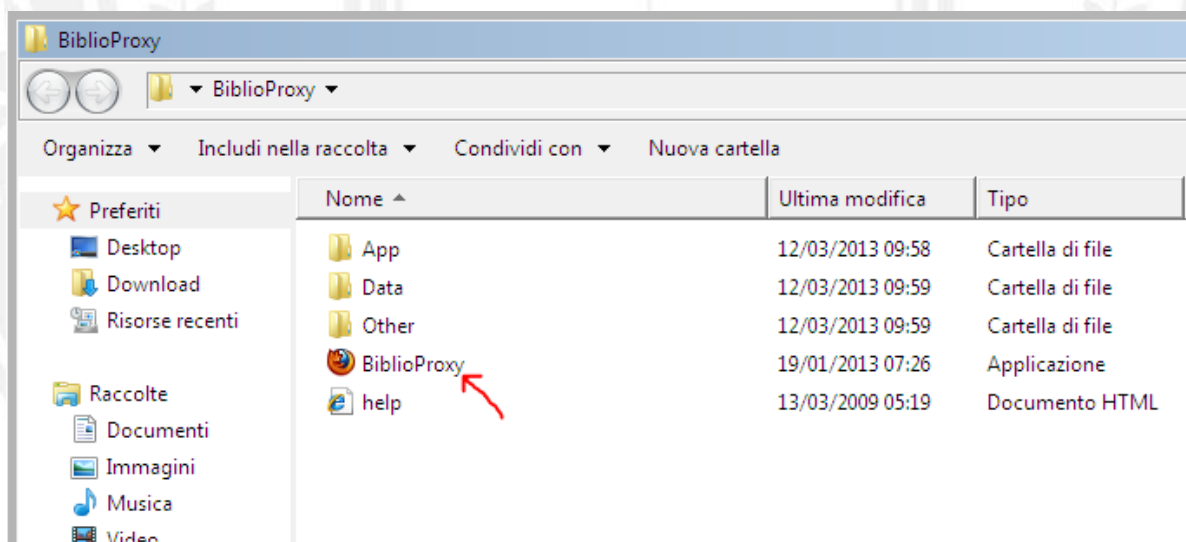 BiblioProxy
BiblioProxy
Organizza Includi nella raccolta Condividi con Nuova cartella
Nome Ultima modifica Tipo
Preferiti
Desktop
Download
Risorse recenti
Raccolte
Documenti
Immagini
Musica
Video
App 12/03/2013 09:58 Cartella di file
Data 12/03/2013 09:59 Cartella di file
Other 12/03/2013 09:59 Cartella di file
BiblioProxy 19/01/2013 07:26 Applicazione
help 13/03/2009 05:19 Documento HTML